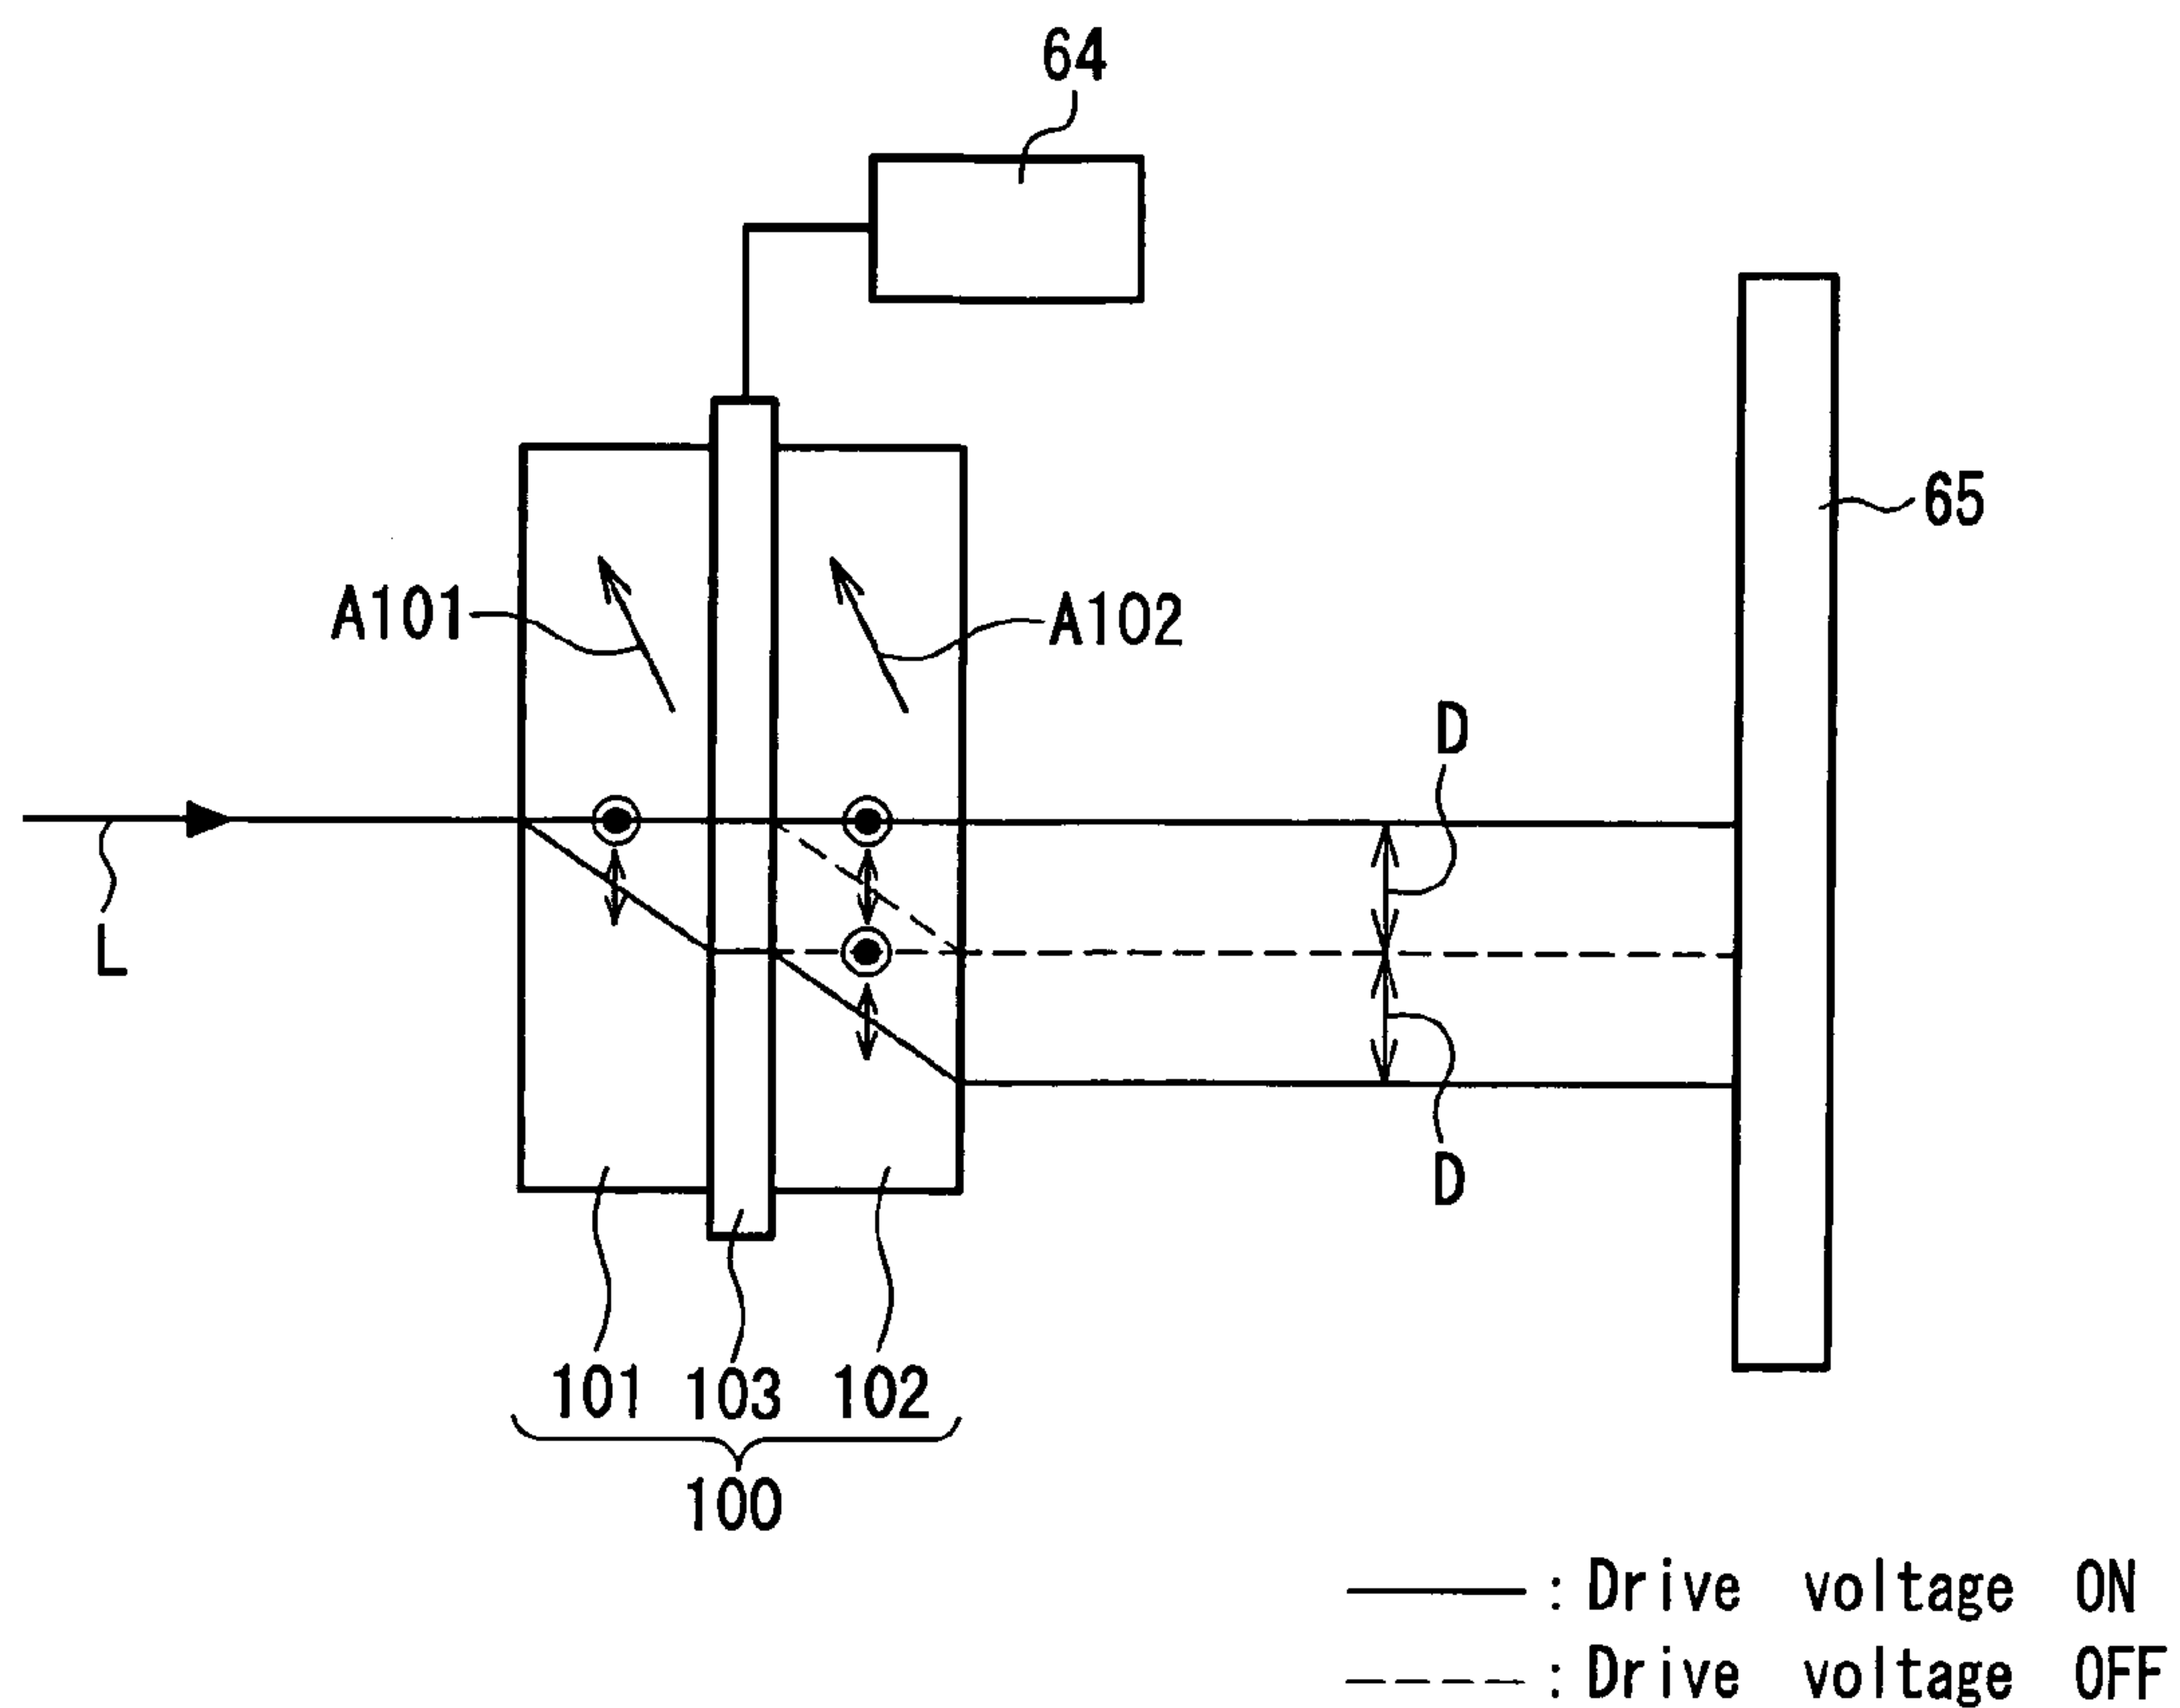 64
65
A101
A102
D
L
D
101
103
102
100
: Drive voltage ON
: Drive voltage OFF